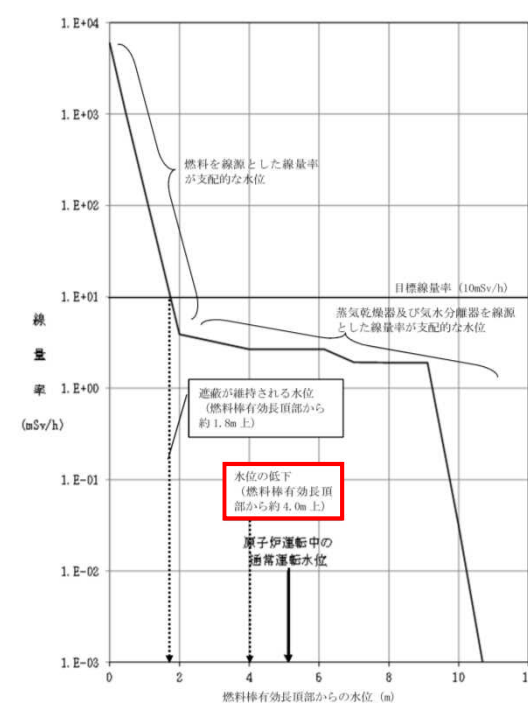 1.E+04
1.E+03
燃料を線源とした線量率
が支配的な水位
1.E+02
目標線量率 (10mSv/h)
1.E+01
蒸気乾燥器及び気水分離器を線源
とした線量率が支配的な水位
線
量
率
(mSv/h)
1.E+00
遮蔽が維持される水位
(燃料棒有効長頂部から
約1.8m上)
1.E-01
水位の低下
(燃料棒有効長頂
部から約4.0m上)
原子炉運転中の
通常運転水位
1.E-02
1.E-03
0
2
4
6
8
10
燃料棒有効長頂部からの水位 (m)